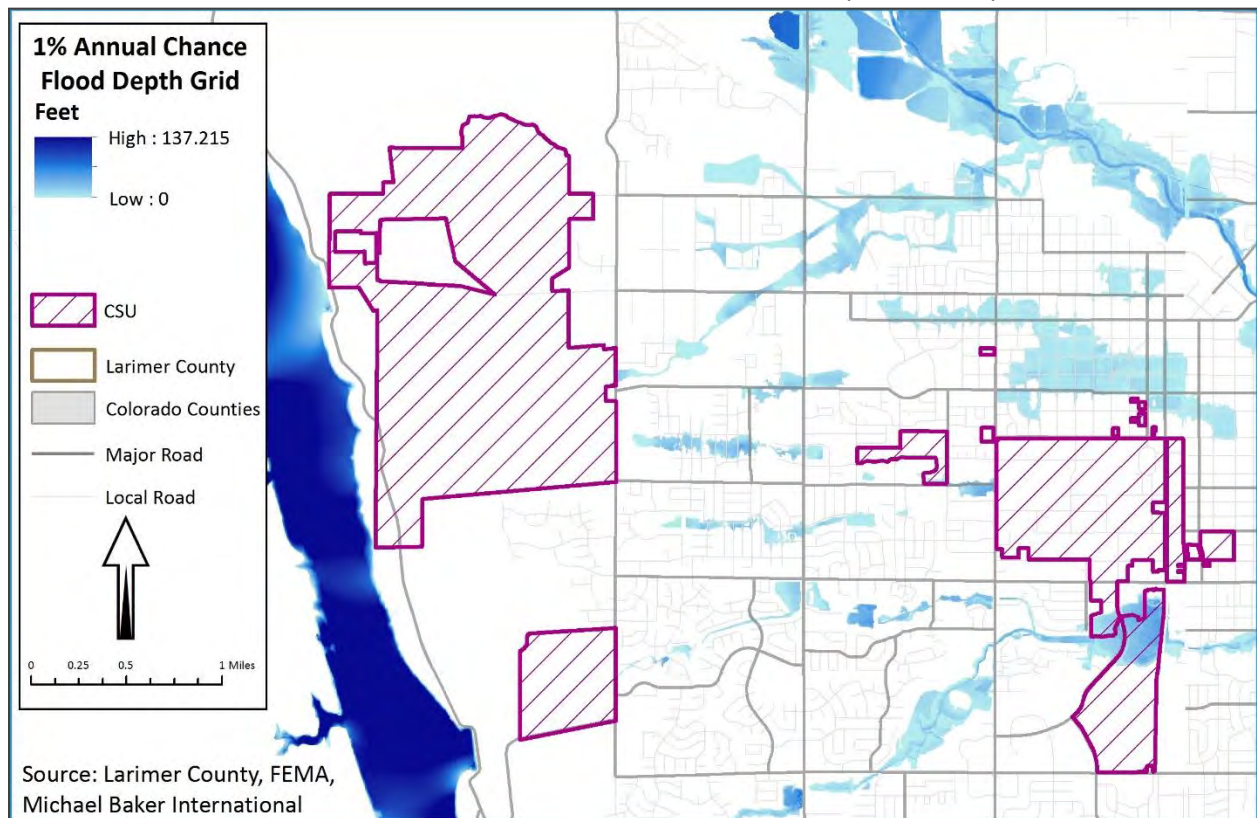 1% Annual Chance
Flood Depth Grid
Feet
High : 137.215
Low : 0
CSU
Larimer County
Colorado Counties
Major Road
Local Road
0 0.25 0.5 1 Miles
Source: Larimer County, FEMA,
Michael Baker International